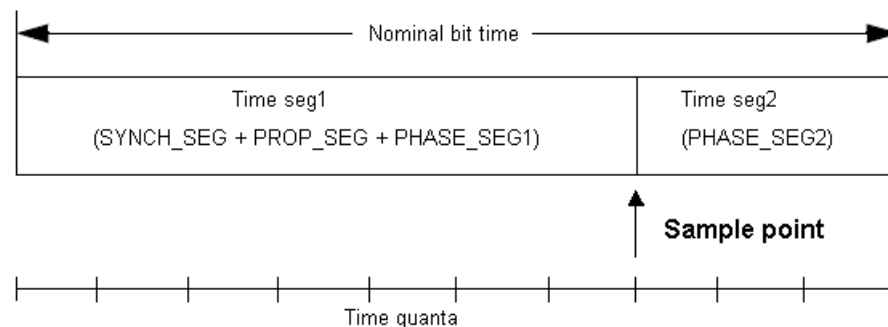 Nominal bit time
Time seg1
(SYNCH_SEG + PROP_SEG + PHASE_SEG1)
Time seg2
(PHASE_SEG2)
Sample point
Time quanta